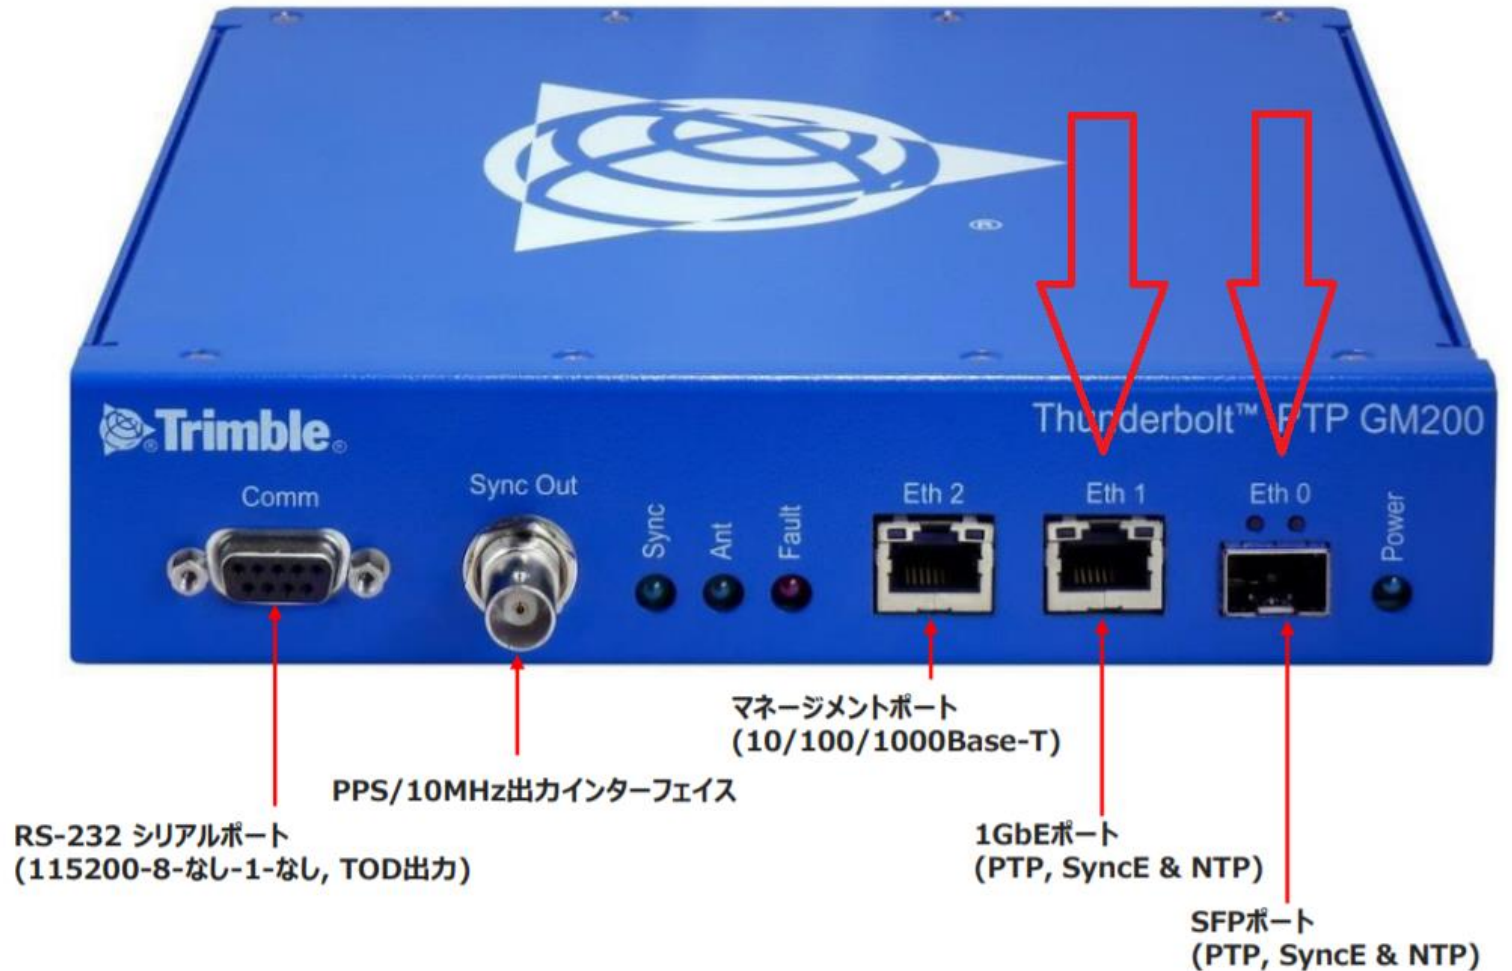 ®
Trimble®
Thunderbolt™ PTP GM200
Comm
Sync Out
Sync
Ant
Fault
Eth 2
Eth 1
Eth 0
Power
マネージメントポート
(10/100/1000Base-T)
PPS/10MHz出力インターフェイス
RS-232 シリアルポート
(115200-8-なし-1-なし, TOD出力)
1GbEポート
(PTP, SyncE & NTP)
SFPポート
(PTP, SyncE & NTP)